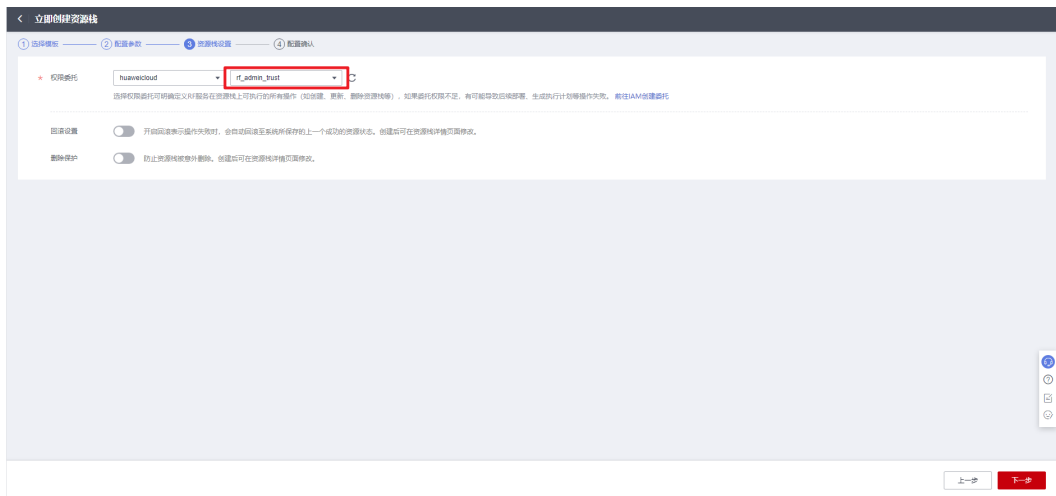 < 立即创建资源栈
1 选择模板 2 配置参数 3 资源栈设置 4 配置确认
* 权限委托 huaweicloud rf_admin_trust
选择权限委托可明确定义RF服务在资源栈上可执行的所有操作（如创建、更新、删除资源栈等），如果委托权限不足，有可能导致后续部署、生成执行计划等操作失败。 前往IAM创建委托
回滚设置 开启回滚表示操作失败时，会自动回滚至系统所保存的上一个成功的资源状态。创建后可在资源栈详情页面修改。
删除保护 防止资源栈被意外删除。创建后可在资源栈详情页面修改。
上一步 下一步